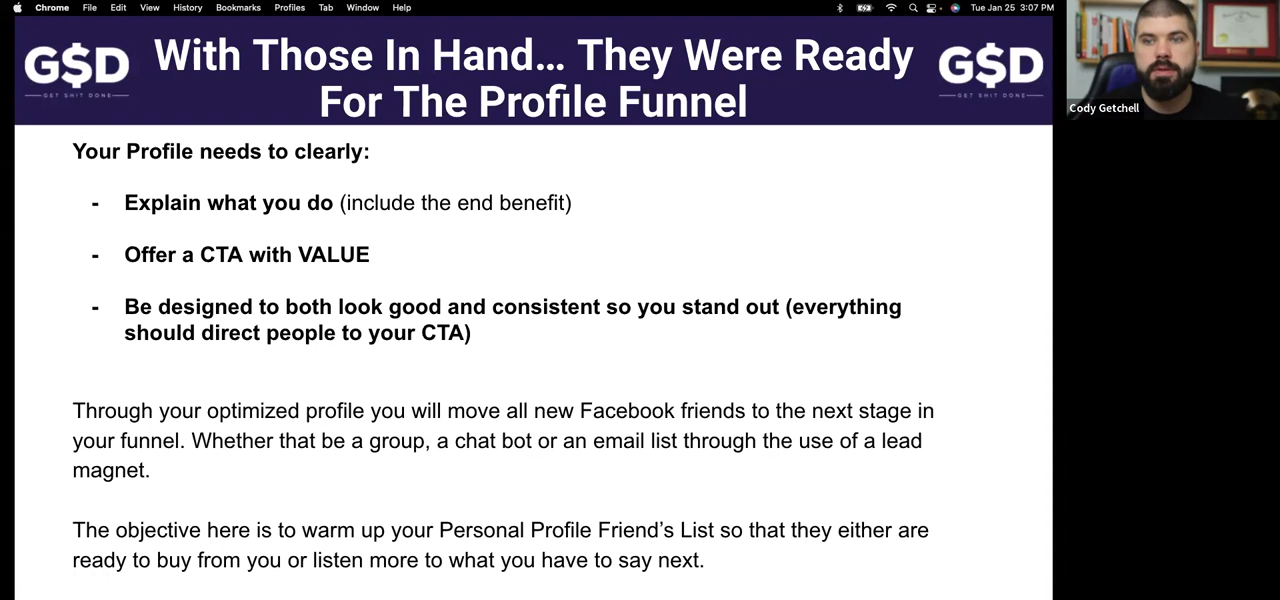 Chrome File Edit View History Bookmarks Profiles Tab Window Help Tue Jan 25 3:07 PM
G$D
GET SHIT DONE
With Those In Hand... They Were Ready
For The Profile Funnel
G$D
GET SHIT DONE
Cody Getchell
Your Profile needs to clearly:
- Explain what you do (include the end benefit)
- Offer a CTA with VALUE
- Be designed to both look good and consistent so you stand out (everything
should direct people to your CTA)
Through your optimized profile you will move all new Facebook friends to the next stage in
your funnel. Whether that be a group, a chat bot or an email list through the use of a lead
magnet.
The objective here is to warm up your Personal Profile Friend’s List so that they either are
ready to buy from you or listen more to what you have to say next.